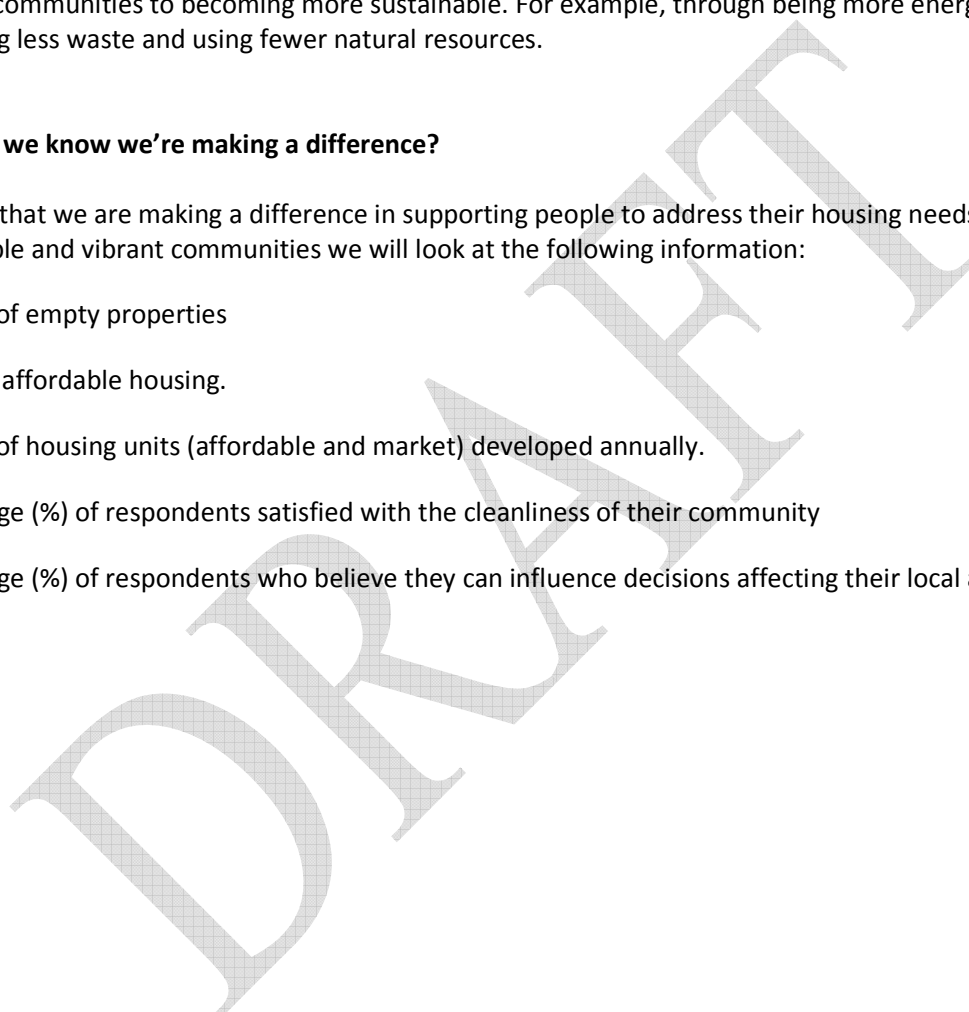 communities to becoming more sustainable. For example, through being more energ
g less waste and using fewer natural resources.
we know we’re making a difference?
that we are making a difference in supporting people to address their housing needs
ble and vibrant communities we will look at the following information:
of empty properties
affordable housing.
of housing units (affordable and market) developed annually.
ge (%) of respondents satisfied with the cleanliness of their community
ge (%) of respondents who believe they can influence decisions affecting their local a
DRAFT